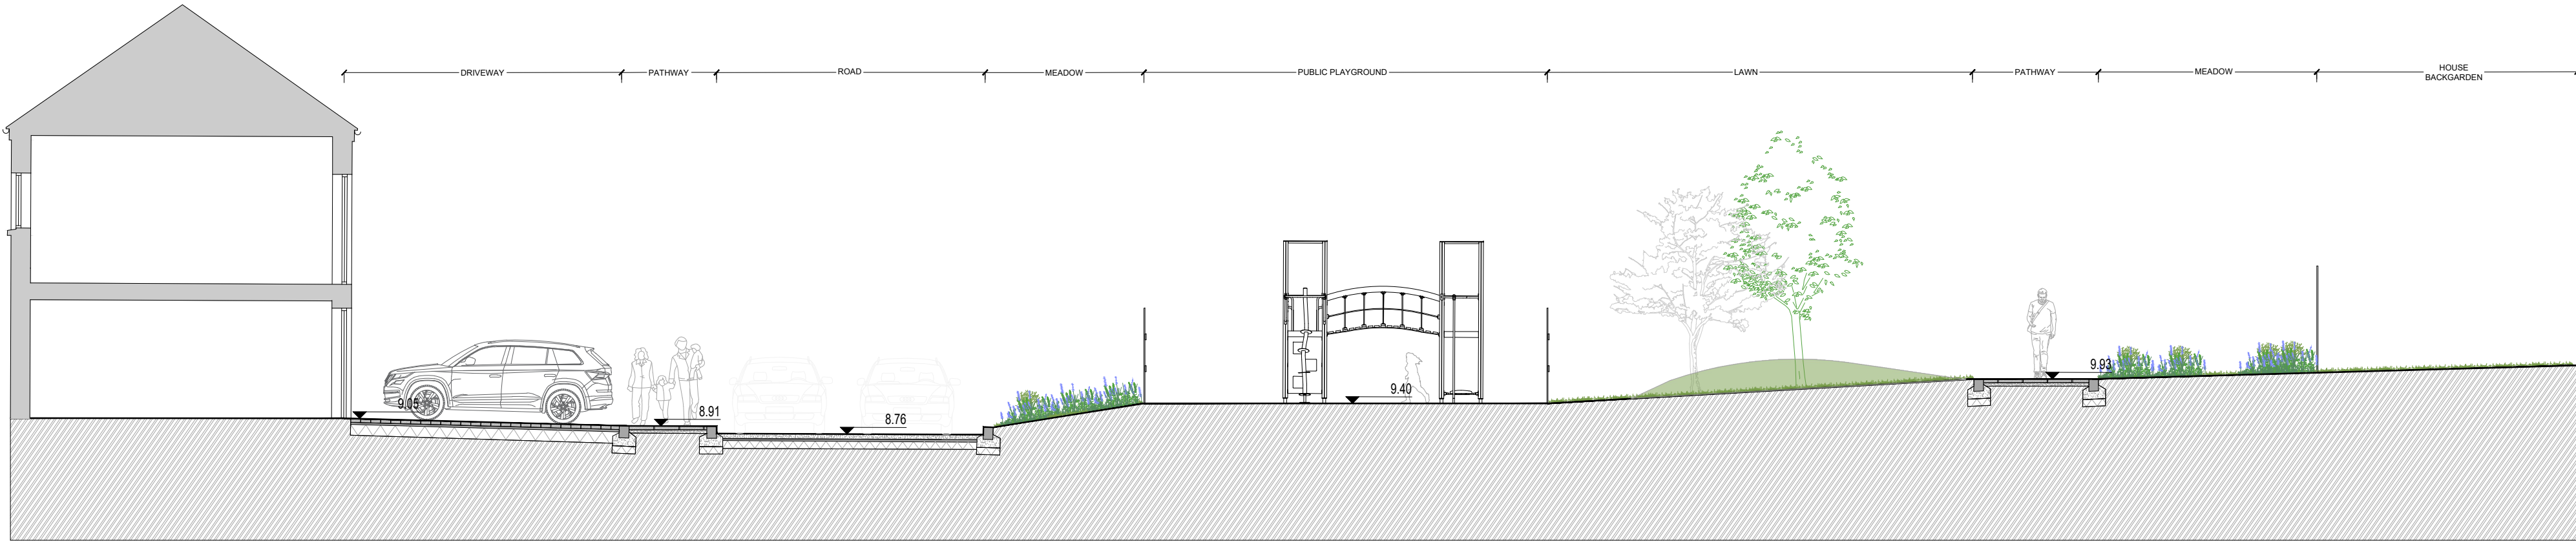 DRIVEWAY
PATHWAY
ROAD
MEADOW
PUBLIC PLAYGROUND
LAWN
PATHWAY
MEADOW
HOUSE
BACKGARDEN
9.05
8.91
8.76
9.40
9.93